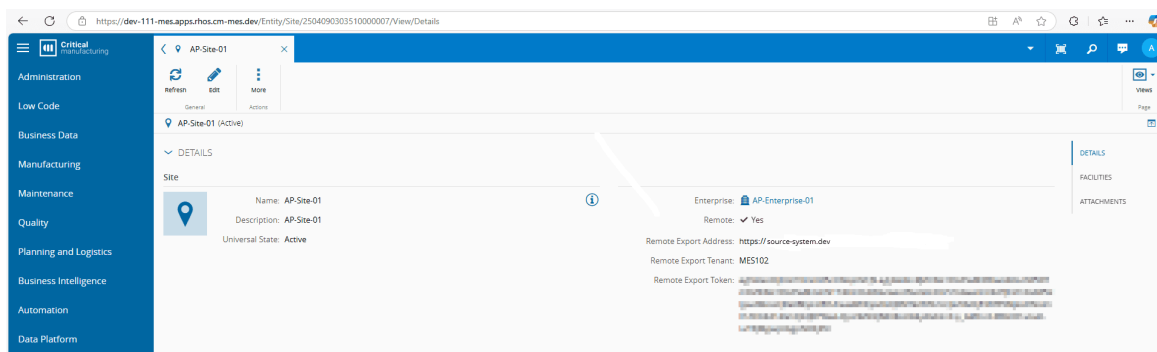 https://dev-111-mes.apps.rhos.cm-mes.dev/Entity/Site/2504090303510000007/View/Details
Critical manufacturing
AP-Site-01
Administration
Low Code
Business Data
Manufacturing
Maintenance
Quality
Planning and Logistics
Business Intelligence
Automation
Data Platform
Refresh Edit More
General Actions
Views
Page
A
AP-Site-01 (Active)
DETAILS
Site
Name: AP-Site-01
Description: AP-Site-01
Universal State: Active
Enterprise: AP-Enterprise-01
Remote: Yes
Remote Export Address: https://source-system.dev
Remote Export Tenant: MES102
Remote Export Token:
DETAILS
FACILITIES
ATTACHMENTS